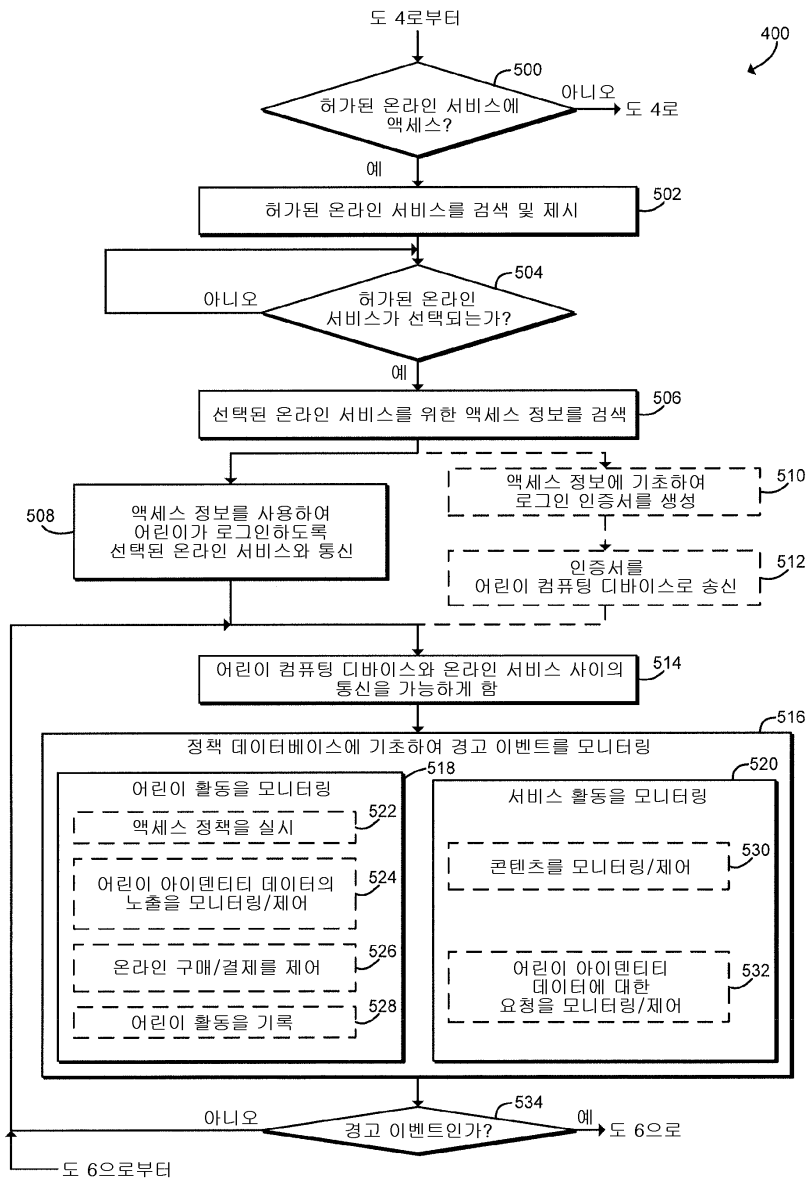 도 4로부터
400
500
허가된 온라인 서비스에
액세스?
아니오
도 4로
예
허가된 온라인 서비스를 검색 및 제시
502
504
허가된 온라인
서비스가 선택되는가?
아니오
예
선택된 온라인 서비스를 위한 액세스 정보를 검색
506
508
액세스 정보를 사용하여
어린이가 로그인하도록
선택된 온라인 서비스와 통신
액세스 정보에 기초하여
로그인 인증서를 생성
510
인증서를
어린이 컴퓨팅 디바이스로 송신
512
어린이 컴퓨팅 디바이스와 온라인 서비스 사이의
통신을 가능하게 함
514
516
정책 데이터베이스에 기초하여 경고 이벤트를 모니터링
518
어린이 활동을 모니터링
액세스 정책을 실시
522
어린이 아이덴티티 데이터의
노출을 모니터링/제어
524
온라인 구매/결제를 제어
526
어린이 활동을 기록
528
520
서비스 활동을 모니터링
콘텐츠를 모니터링/제어
530
어린이 아이덴티티
데이터에 대한
요청을 모니터링/제어
532
534
경고 이벤트인가?
아니오
예
도 6으로
도 6으로부터